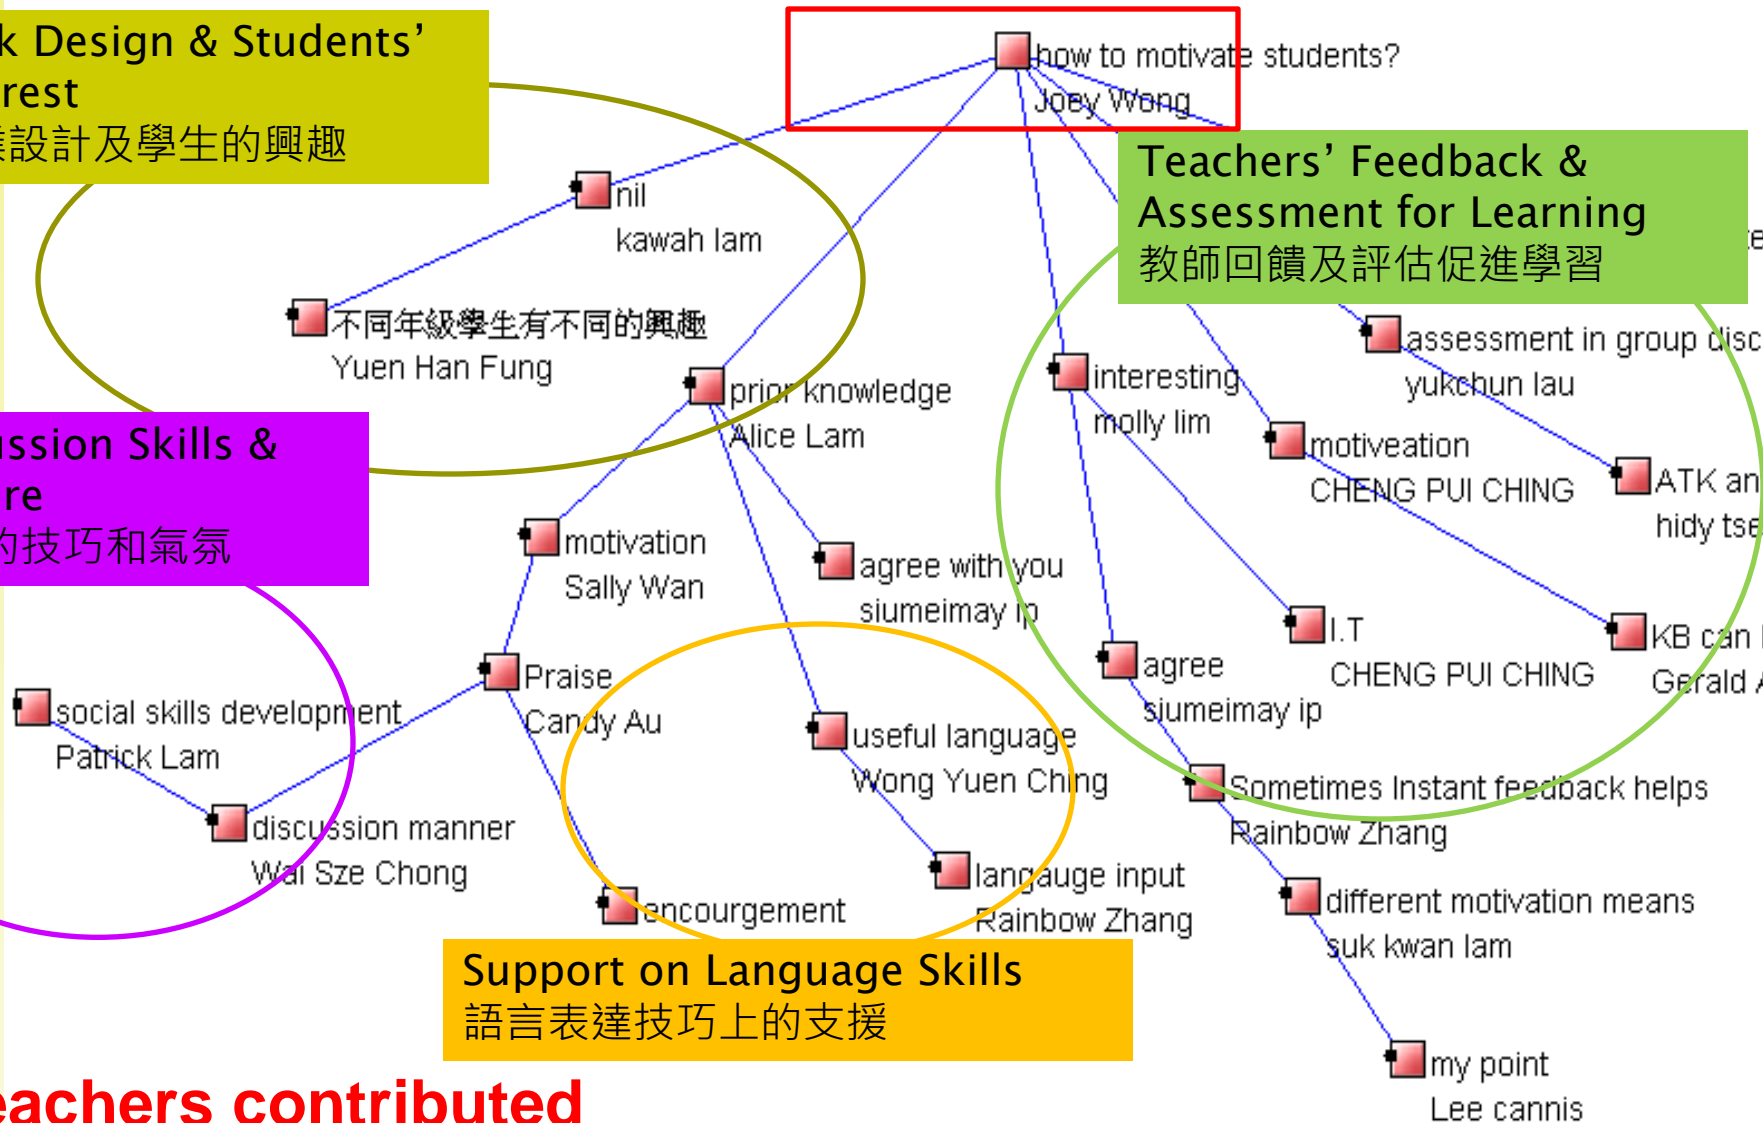 k Design & Students’
rest
業設計及學生的興趣
how to motivate students?
Joey Wong
Teachers’ Feedback &
Assessment for Learning
教師回饋及評估促進學習
nil
kawah lam
不同年級學生有不同的興趣
Yuen Han Fung
prior knowledge
Alice Lam
interesting
molly lim
assessment in group disc
yukchun lau
motiveation
CHENG PUI CHING
ATK an
hidy tse
ussion Skills &
re
的技巧和氣氛
motivation
Sally Wan
agree with you
siumeimay ip
I.T
CHENG PUI CHING
KB can
Gerald A
agree
siumeimay ip
Praise
Candy Au
social skills development
Patrick Lam
useful language
Wong Yuen Ching
Sometimes Instant feedback helps
Rainbow Zhang
discussion manner
Wai Sze Chong
langauge input
Rainbow Zhang
encourgement
different motivation means
suk kwan lam
Support on Language Skills
語言表達技巧上的支援
my point
Lee cannis
eachers contributed